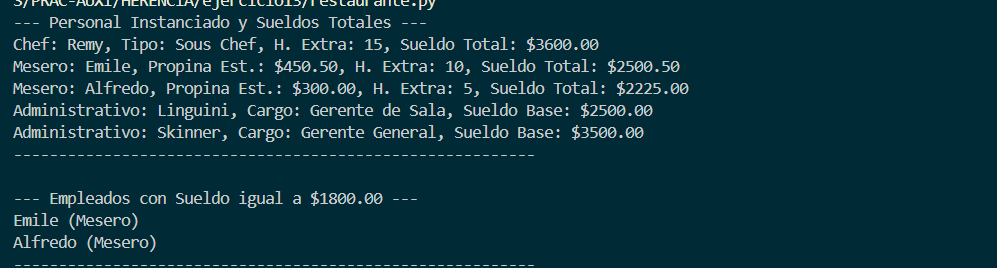 S/PRAC-AUX1/HERENCIA/ejercicio13/restaurante.py
--- Personal Instanciado y Sueldos Totales ---
Chef: Remy, Tipo: Sous Chef, H. Extra: 15, Sueldo Total: $3600.00
Mesero: Emile, Propina Est.: $450.50, H. Extra: 10, Sueldo Total: $2500.50
Mesero: Alfredo, Propina Est.: $300.00, H. Extra: 5, Sueldo Total: $2225.00
Administrativo: Linguini, Cargo: Gerente de Sala, Sueldo Base: $2500.00
Administrativo: Skinner, Cargo: Gerente General, Sueldo Base: $3500.00
----------------------------------------------------------
--- Empleados con Sueldo igual a $1800.00 ---
Emile (Mesero)
Alfredo (Mesero)
----------------------------------------------------------